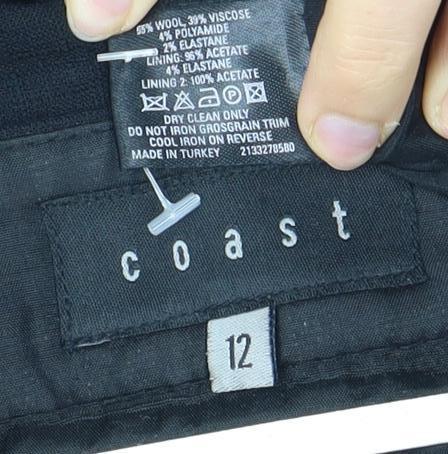 55% WOOL 39% VISCOSE
4% POLYAMIDE
2% ELASTANE
LINING: 96% ACETATE
4% ELASTANE
LINING 2: 100% ACETATE
P
DRY CLEAN ONLY
DO NOT IRON GROSGRAIN TRIM
COOL IRON ON REVERSE
MADE IN TURKEY 2133278580
coast
12